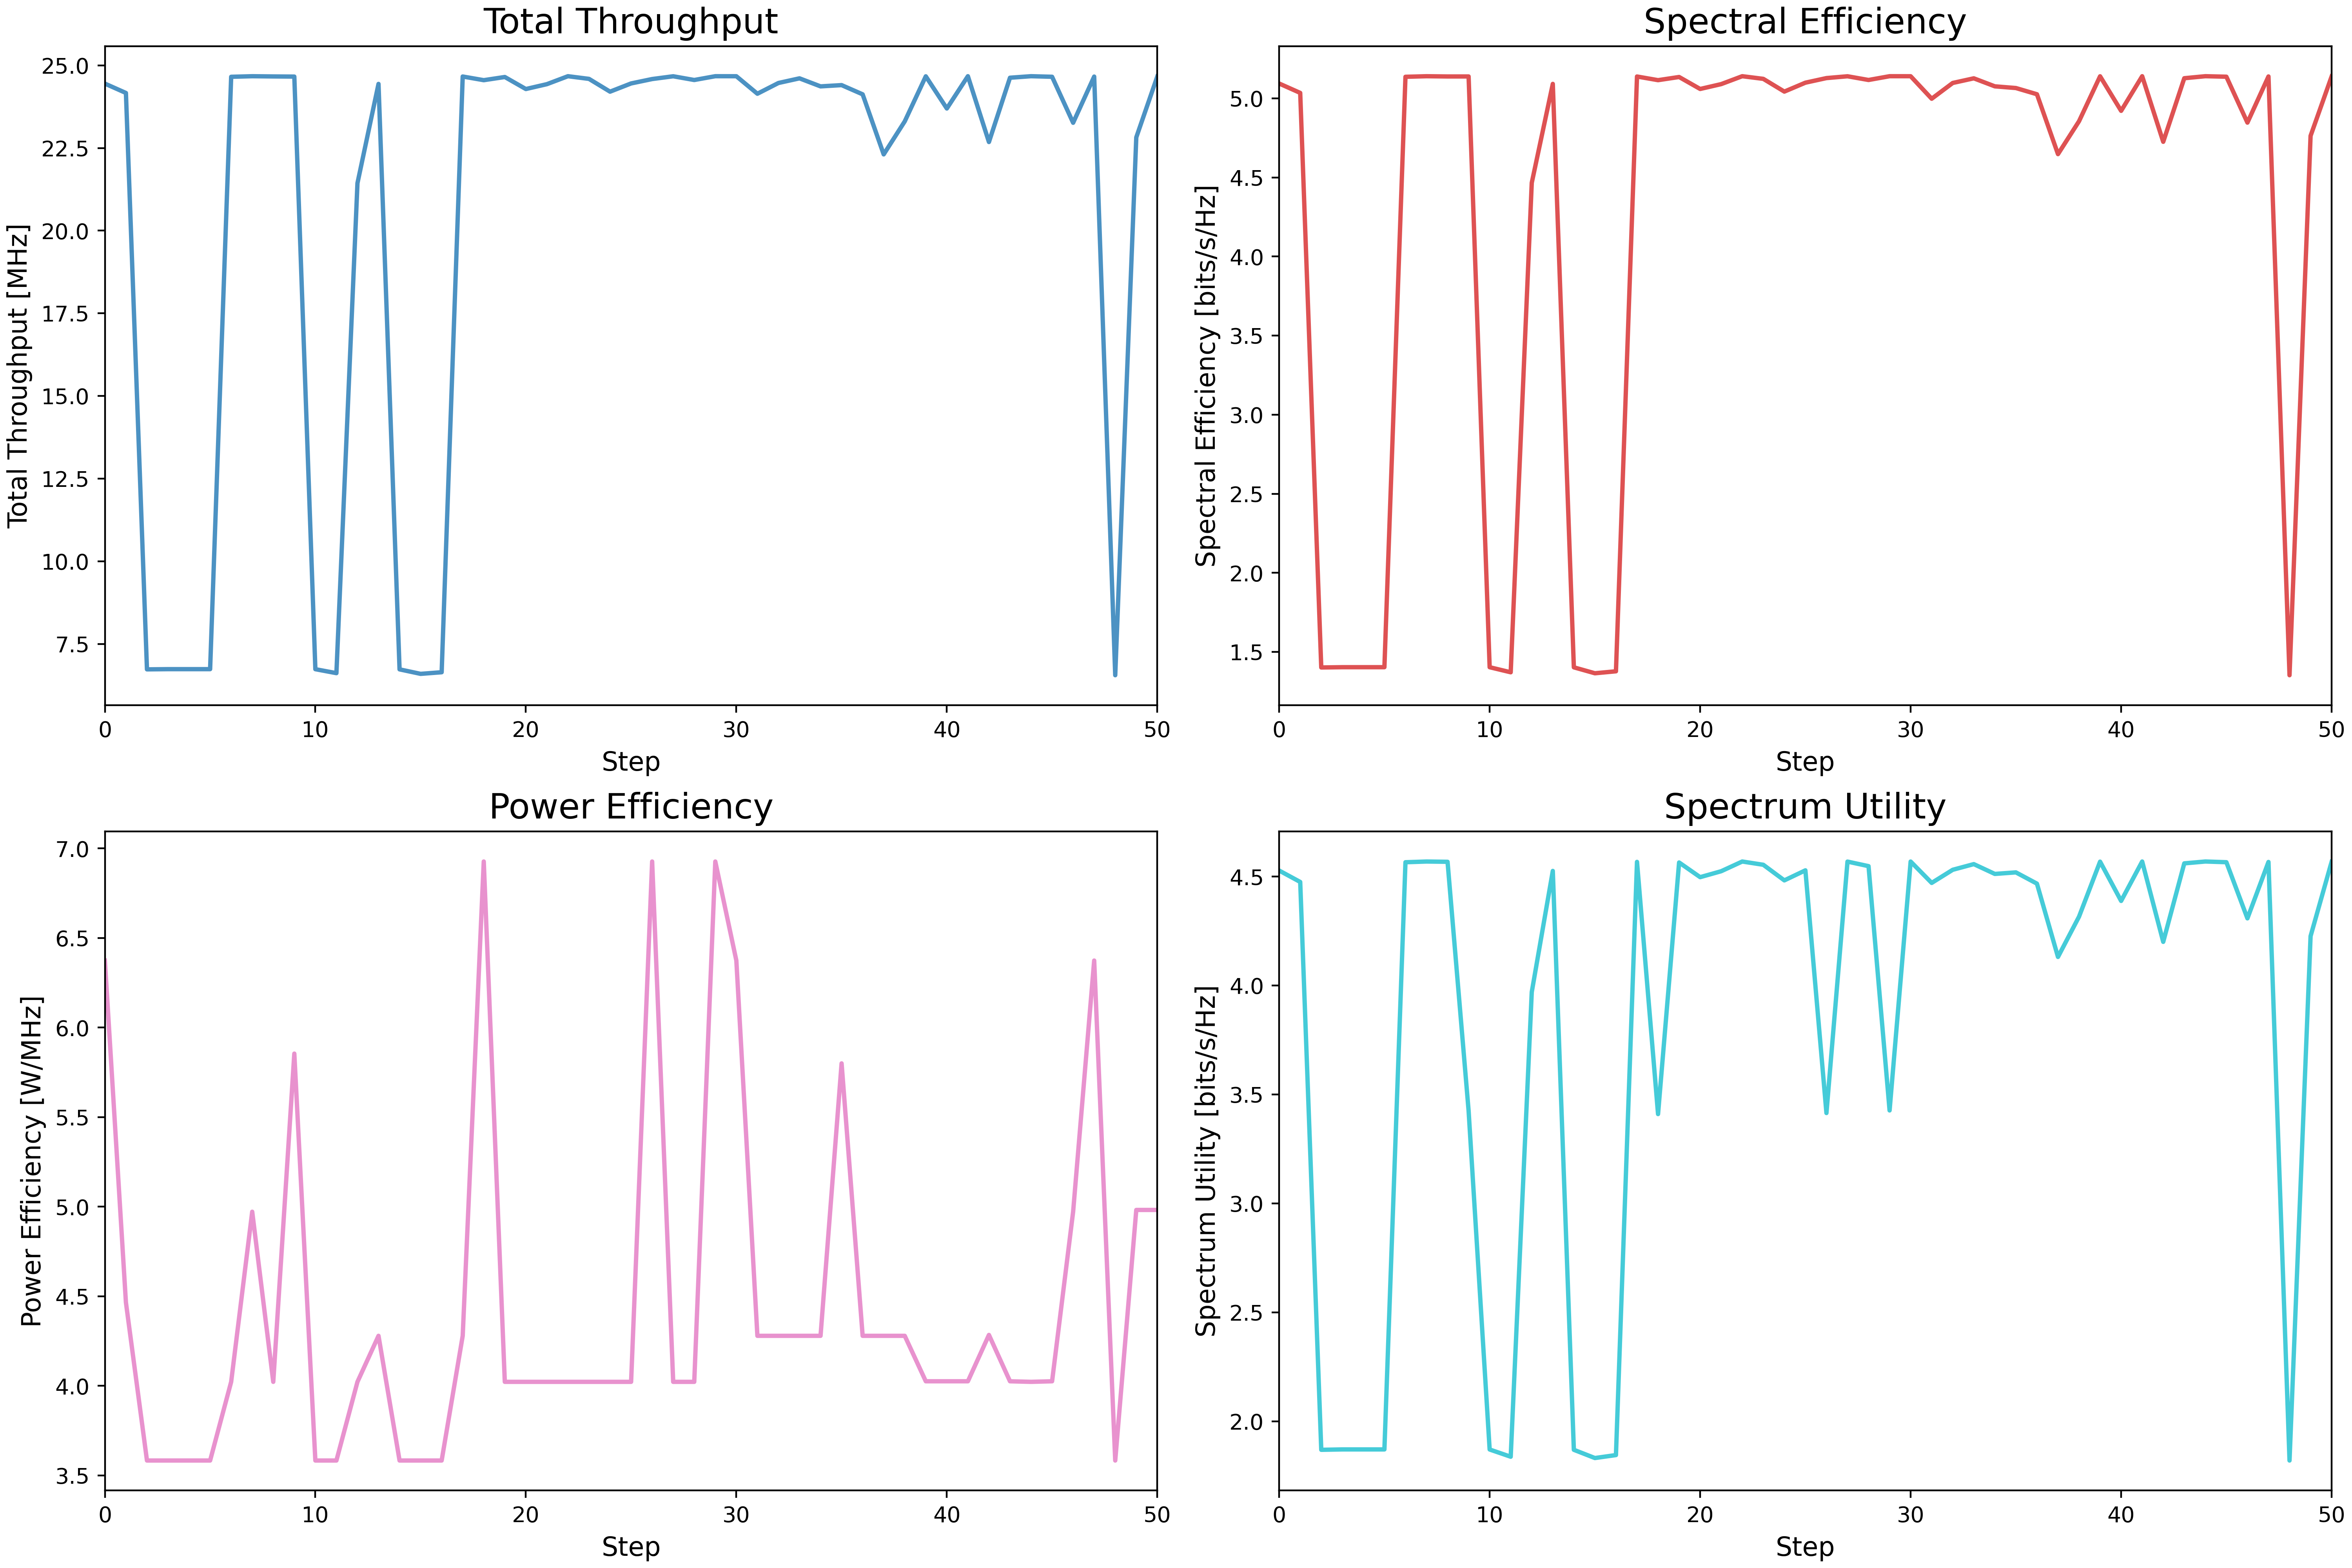 Total Throughput
Total Throughput [MHz]
25.0
22.5
20.0
17.5
15.0
12.5
10.0
7.5
0 10 20 30 40 50
Step
Spectral Efficiency
Spectral Efficiency [bits/s/Hz]
5.0
4.5
4.0
3.5
3.0
2.5
2.0
1.5
0 10 20 30 40 50
Step
Power Efficiency
Power Efficiency [W/MHz]
7.0
6.5
6.0
5.5
5.0
4.5
4.0
3.5
0 10 20 30 40 50
Step
Spectrum Utility
Spectrum Utility [bits/s/Hz]
4.5
4.0
3.5
3.0
2.5
2.0
0 10 20 30 40 50
Step